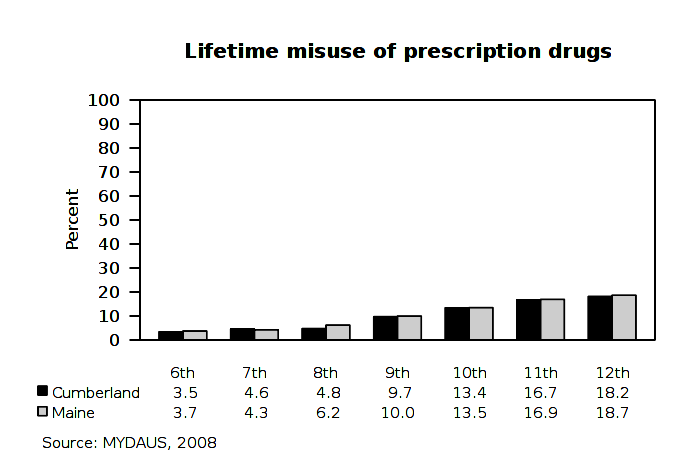 Lifetime misuse of prescription drugs
100
90
80
70
60
50
40
30
20
10
0
Percent
6th 7th 8th 9th 10th 11th 12th
Cumberland 3.5 4.6 4.8 9.7 13.4 16.7 18.2
Maine 3.7 4.3 6.2 10.0 13.5 16.9 18.7
Source: MYDAUS, 2008